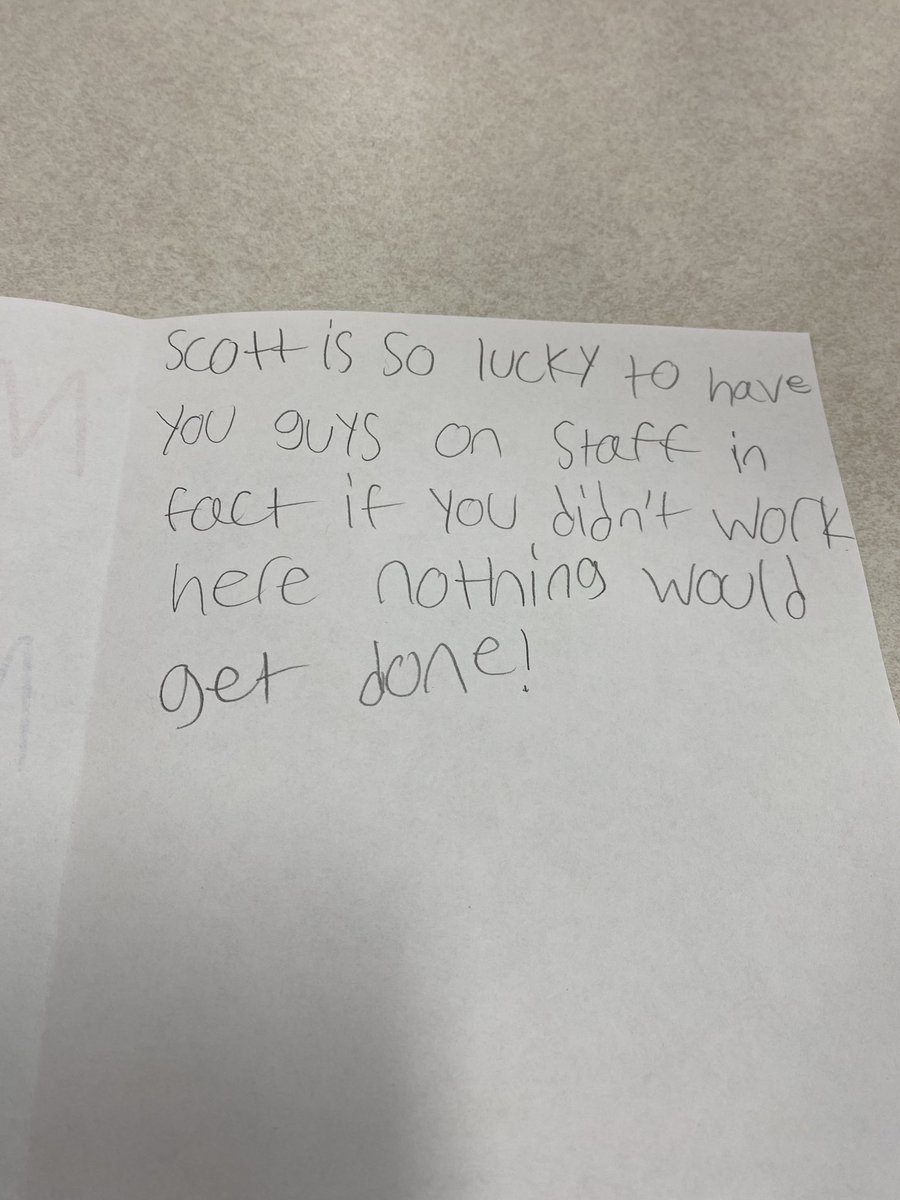 Scott is so lucky to have
you guys on Staff in
fact if you didn't work
here nothing would
get done!